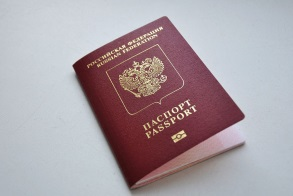 РОССИЙСКАЯ ФЕДЕРАЦИЯ
RUSSIAN FEDERATION
ПАСПОРТ
PASSPORT